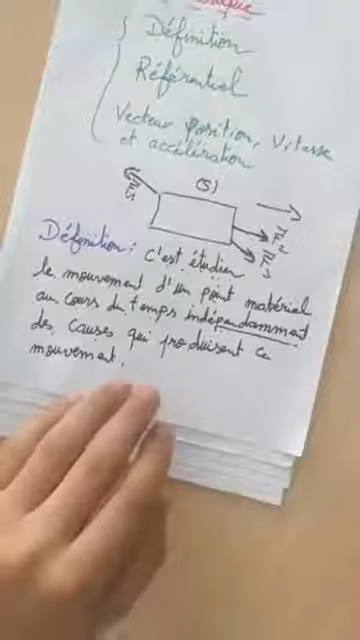 Définition
Référentiel
Vecteur position, Vitesse
et accélération
(S)
F1
F2
F3
Définition : c'est étudier
le mouvement d'un point matériel
au cours du temps indépendamment
des causes qui produisent ce
mouvement.